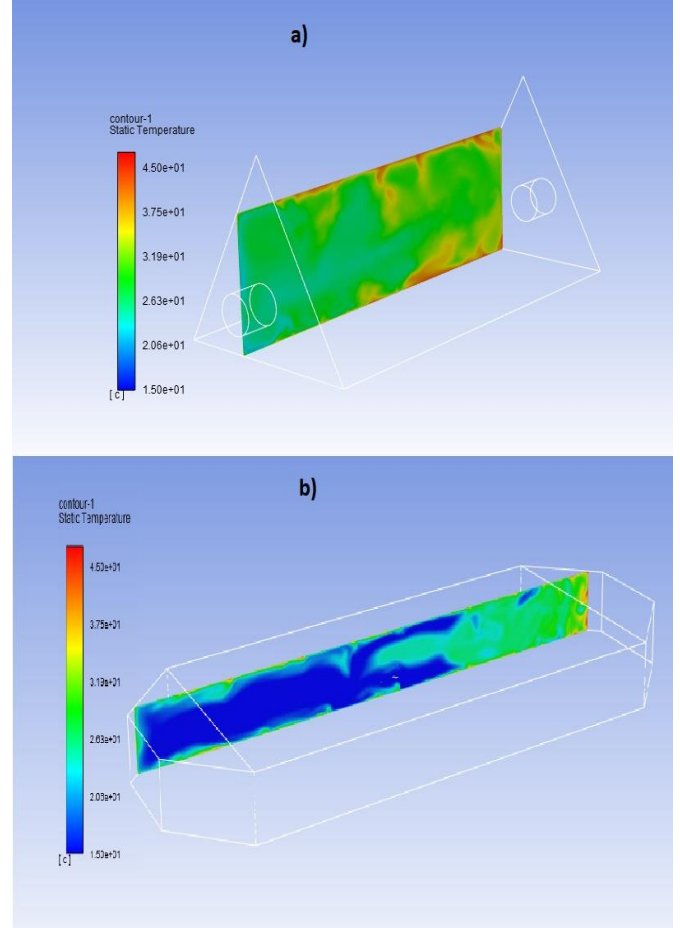 a)
contour-1
Static Temperature
4.50e+01
3.75e+01
3.19e+01
2.63e+01
2.06e+01
1.50e+01
[ c ]
b)
contour-1
Static Temperature
4.50e+01
3.75e+01
3.19e+01
2.63e+01
2.06e+01
1.50e+01
[ c ]